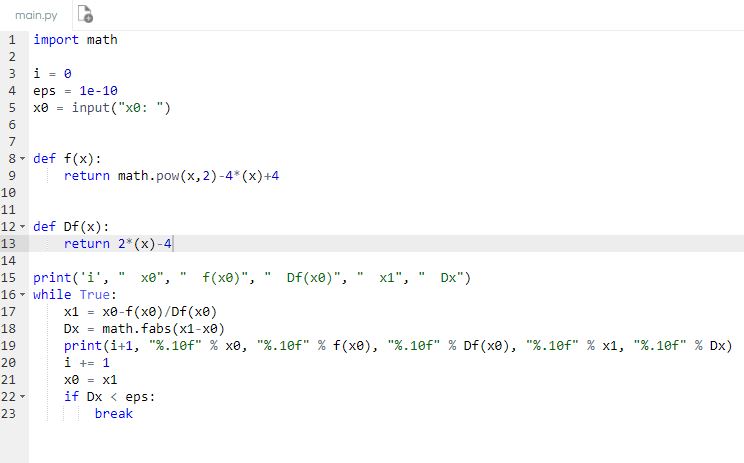 main.py
1 import math
2
3 i = 0
4 eps = 1e-10
5 x0 = input("x0: ")
6
7
8 def f(x):
9     return math.pow(x,2)-4*(x)+4
10
11
12 def Df(x):
13     return 2*(x)-4
14
15 print('i', "  x0", "  f(x0)", "  Df(x0)", "  x1", "  Dx")
16 while True:
17     x1 = x0-f(x0)/Df(x0)
18     Dx = math.fabs(x1-x0)
19     print(i+1, "%.10f" % x0, "%.10f" % f(x0), "%.10f" % Df(x0), "%.10f" % x1, "%.10f" % Dx)
20     i += 1
21     x0 = x1
22     if Dx < eps:
23         break